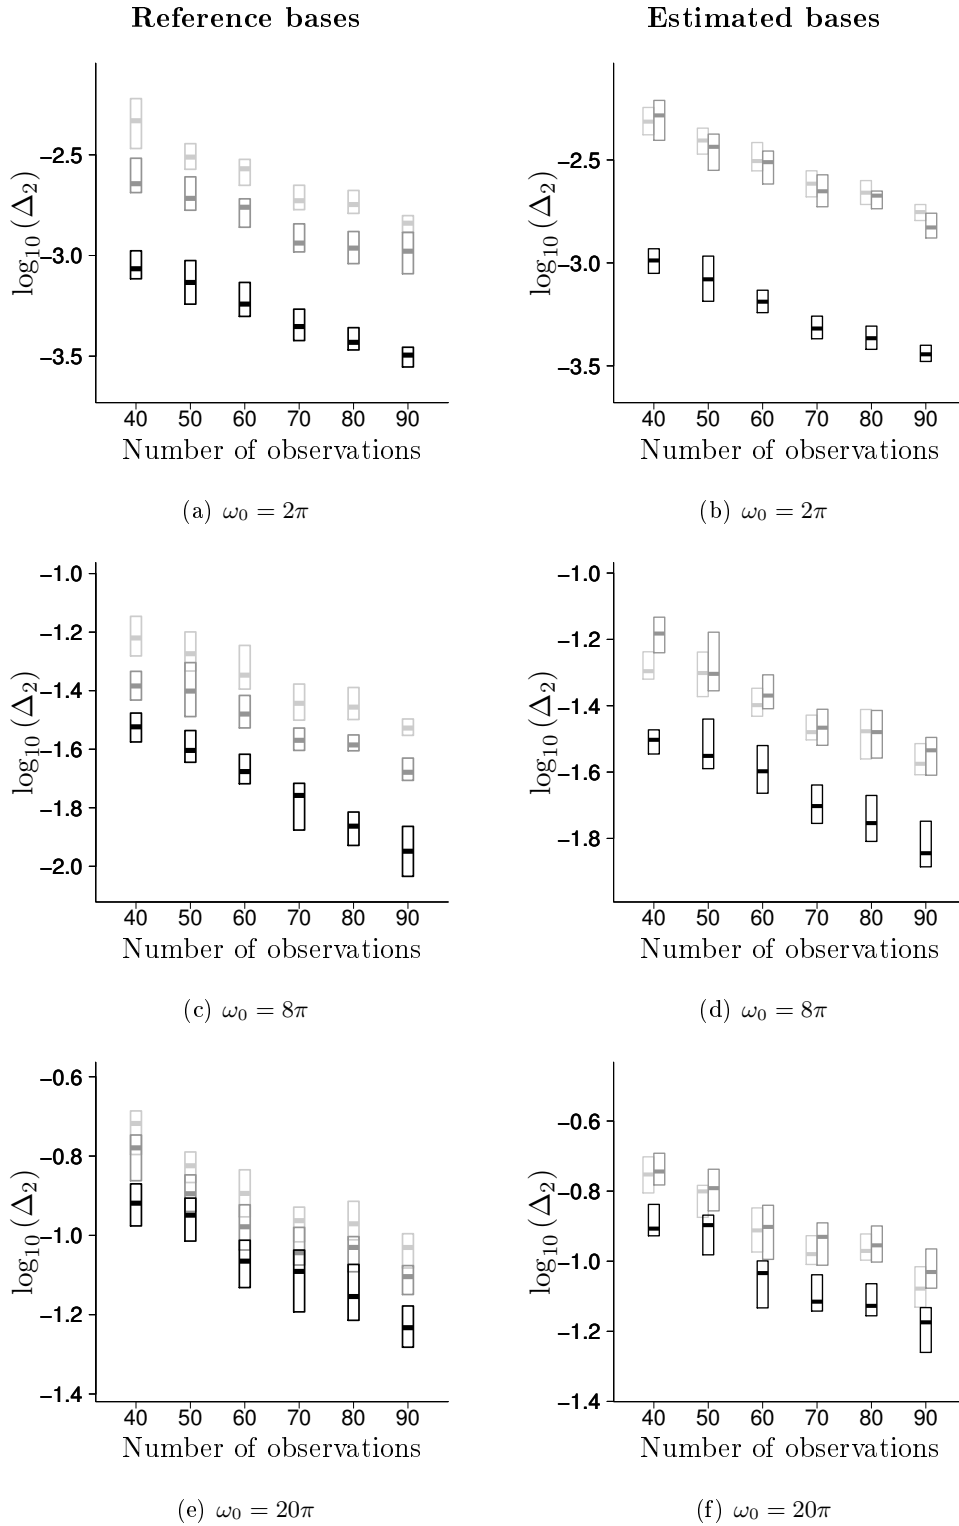 Reference bases
Estimated bases
log₁₀(Δ₂)
−2.5
−3.0
−3.5
40 50 60 70 80 90
Number of observations
(a) ω₀ = 2π
log₁₀(Δ₂)
−2.5
−3.0
−3.5
40 50 60 70 80 90
Number of observations
(b) ω₀ = 2π
log₁₀(Δ₂)
−1.0
−1.2
−1.4
−1.6
−1.8
−2.0
40 50 60 70 80 90
Number of observations
(c) ω₀ = 8π
log₁₀(Δ₂)
−1.0
−1.2
−1.4
−1.6
−1.8
40 50 60 70 80 90
Number of observations
(d) ω₀ = 8π
log₁₀(Δ₂)
−0.6
−0.8
−1.0
−1.2
−1.4
40 50 60 70 80 90
Number of observations
(e) ω₀ = 20π
log₁₀(Δ₂)
−0.6
−0.8
−1.0
−1.2
−1.4
40 50 60 70 80 90
Number of observations
(f) ω₀ = 20π